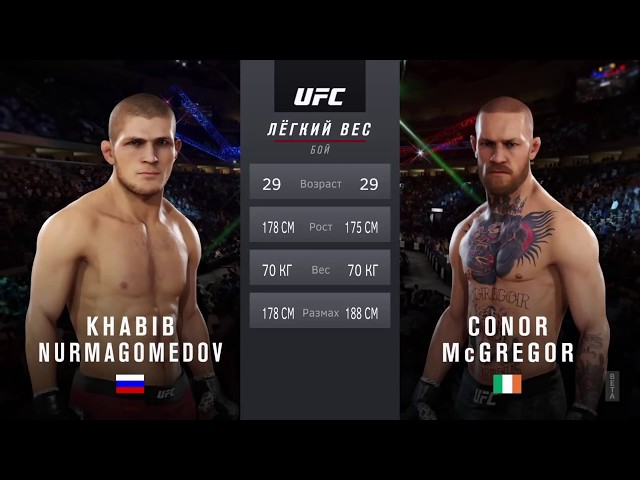 UFC
ЛЁГКИЙ ВЕС
БОЙ
29 Возраст 29
178 СМ Рост 175 СМ
70 КГ Вес 70 КГ
178 СМ Размах 188 СМ
KHABIB
NURMAGOMEDOV
CONOR
McGREGOR
McGREGOR
UFC
UFC
BETA